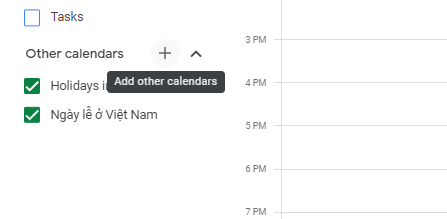 Tasks
Other calendars
Add other calendars
Holidays
Ngày lễ ở Việt Nam
3 PM
4 PM
5 PM
6 PM
7 PM